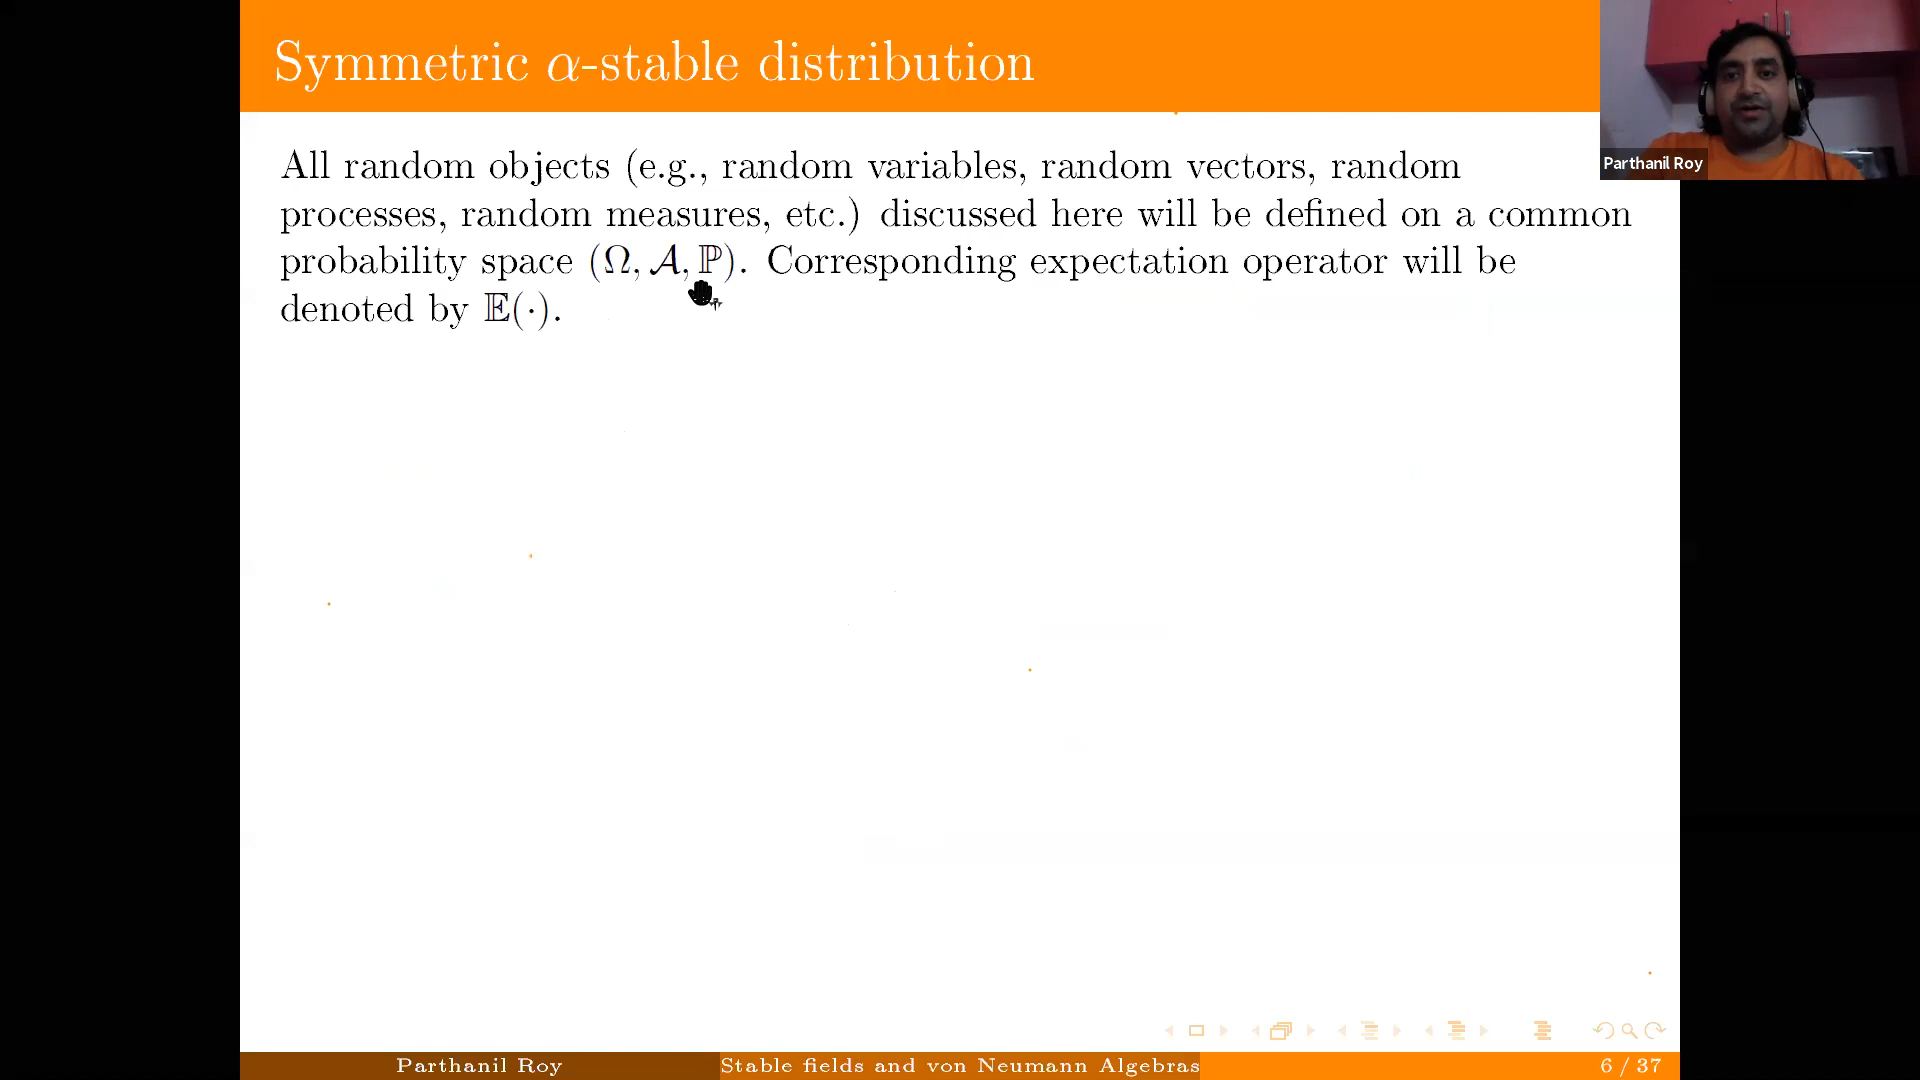 Symmetric α-stable distribution
All random objects (e.g., random variables, random vectors, random
processes, random measures, etc.) discussed here will be defined on a common
probability space (Ω, 𝒜, ℙ). Corresponding expectation operator will be
denoted by 𝔼(·).
Parthanil Roy
Parthanil Roy
Stable fields and von Neumann Algebras
6 / 37